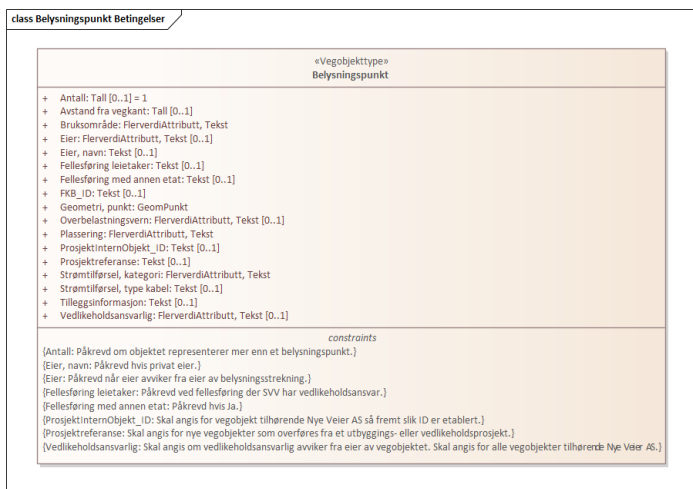 class Belysningspunkt Betingelser
«Vegobjekttype»
Belysningspunkt
+ Antall: Tall [0..1] = 1
+ Avstand fra vegkant: Tall [0..1]
+ Bruksområde: FlerverdiAttributt, Tekst
+ Eier: FlerverdiAttributt, Tekst [0..1]
+ Eier, navn: Tekst [0..1]
+ Fellesføring leietaker: Tekst [0..1]
+ Fellesføring med annen etat: Tekst [0..1]
+ FKB_ID: Tekst [0..1]
+ Geometri, punkt: GeomPunkt
+ Overbelastningsvern: FlerverdiAttributt, Tekst [0..1]
+ Plassering: FlerverdiAttributt, Tekst
+ ProsjektInternObjekt_ID: Tekst [0..1]
+ Prosjektreferanse: Tekst [0..1]
+ Strømtilførsel, kategori: FlerverdiAttributt, Tekst
+ Strømtilførsel, type kabel: Tekst [0..1]
+ Tilleggsinformasjon: Tekst [0..1]
+ Vedlikeholdsansvarlig: FlerverdiAttributt, Tekst [0..1]
constraints
{Antall: Påkrevd om objektet representerer mer enn et belysningspunkt.}
{Eier, navn: Påkrevd hvis privat eier.}
{Eier: Påkrevd når eier avviker fra eier av belysningsstrekning.}
{Fellesføring leietaker: Påkrevd ved fellesføring der SVV har vedlikeholdsansvar.}
{Fellesføring med annen etat: Påkrevd hvis Ja.}
{ProsjektInternObjekt_ID: Skal angis for vegobjekt tilhørende Nye Veier AS så fremt slik ID er etablert.}
{Prosjektreferanse: Skal angis for nye vegobjekter som overføres fra et utbyggings- eller vedlikeholdsprosjekt.}
{Vedlikeholdsansvarlig: Skal angis om vedlikeholdsansvarlig avviker fra eier av vegobjektet. Skal angis for alle vegobjekter tilhørende Nye Veier AS.}